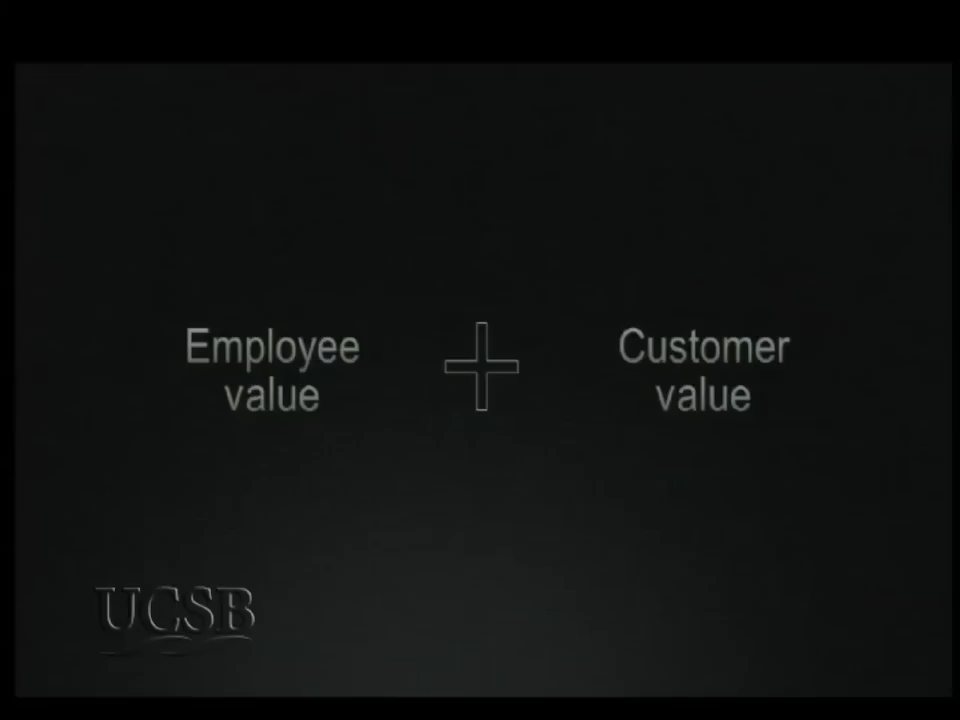 Employee
value
+
Customer
value
UCSB